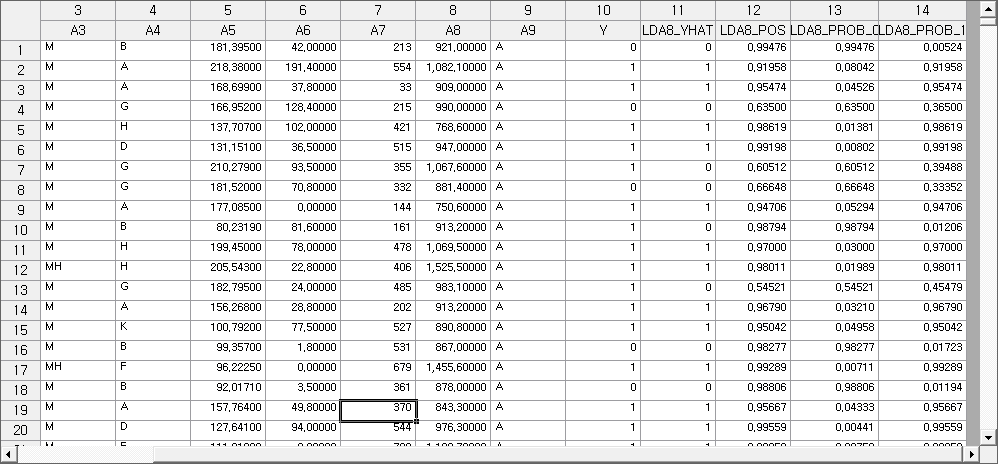 3 4 5 6 7 8 9 10 11 12 13 14
A3 A4 A5 A6 A7 A8 A9 Y LDA8_YHAT LDA8_POS LDA8_PROB_0 LDA8_PROB_1
1 M B 181,39500 42,00000 213 921,00000 A 0 0 0,99476 0,99476 0,00524
2 M A 218,38000 191,40000 554 1,082,10000 A 1 1 0,91958 0,08042 0,91958
3 M A 168,69900 37,80000 33 909,00000 A 1 1 0,95474 0,04526 0,95474
4 M G 166,95200 128,40000 215 990,00000 A 0 0 0,63500 0,63500 0,36500
5 M H 137,70700 102,00000 421 768,60000 A 1 1 0,98619 0,01381 0,98619
6 M D 131,15100 36,50000 515 947,00000 A 1 1 0,99198 0,00802 0,99198
7 M G 210,27900 93,50000 355 1,067,60000 A 1 0 0,60512 0,60512 0,39488
8 M G 181,52000 70,80000 332 881,40000 A 0 0 0,66648 0,66648 0,33352
9 M A 177,08500 0,00000 144 750,60000 A 1 1 0,94706 0,05294 0,94706
10 M B 80,23190 81,60000 161 913,20000 A 1 0 0,98794 0,98794 0,01206
11 M H 199,45000 78,00000 478 1,069,50000 A 1 1 0,97000 0,03000 0,97000
12 MH H 205,54300 22,80000 406 1,525,50000 A 1 1 0,98011 0,01989 0,98011
13 M G 182,79500 24,00000 485 983,10000 A 1 0 0,54521 0,54521 0,45479
14 M A 156,26800 28,80000 202 913,20000 A 1 1 0,96790 0,03210 0,96790
15 M K 100,79200 77,50000 527 890,80000 A 1 1 0,95042 0,04958 0,95042
16 M B 99,35700 1,80000 531 867,00000 A 0 0 0,98277 0,98277 0,01723
17 MH F 96,22250 0,00000 679 1,455,60000 A 1 1 0,99289 0,00711 0,99289
18 M B 92,01710 3,50000 361 878,00000 A 0 0 0,98806 0,98806 0,01194
19 M A 157,76400 49,80000 370 843,30000 A 1 1 0,95667 0,04333 0,95667
20 M D 127,64100 94,00000 544 976,30000 A 1 1 0,99559 0,00441 0,99559